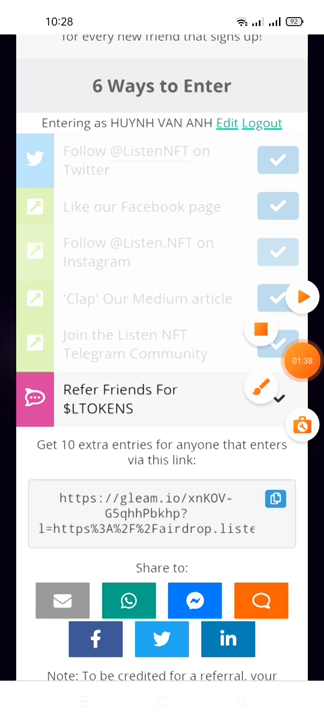 10:28
92
for every new friend that signs up!
6 Ways to Enter
Entering as HUYNH VAN ANH Edit Logout
Follow @ListenNFT on
Twitter
Like our Facebook page
Follow @Listen.NFT on
Instagram
'Clap' Our Medium article
Join the Listen NFT
Telegram Community
01:38
Refer Friends For
$LTOKENS
Get 10 extra entries for anyone that enters
via this link:
https://gleam.io/xnKOV-
G5qhhPbkhp?
l=https%3A%2F%2Fairdrop.liste
Share to:
Note: To be credited for a referral, your